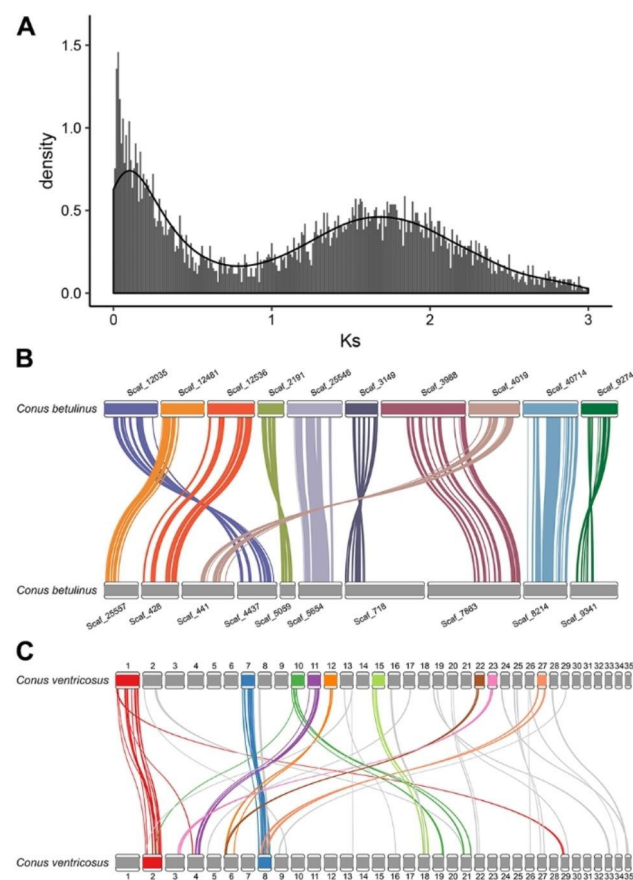 A
1.5
1.0
0.5
0.0
density
0 1 2 3
Ks
B
Scaf_12035 Scaf_12481 Scaf_12536 Scaf_2191 Scaf_25546 Scaf_3149 Scaf_3988 Scaf_4019 Scaf_40714 Scaf_9274
Conus betulinus
Conus betulinus
Scaf_25557 Scaf_428 Scaf_441 Scaf_4437 Scaf_5059 Scaf_5654 Scaf_718 Scaf_7863 Scaf_8214 Scaf_9341
C
1 2 3 4 5 6 7 8 9 10 11 12 13 14 15 16 17 18 19 20 21 22 23 24 25 26 27 28 29 30 31 32 33 34 35
Conus ventricosus
Conus ventricosus
1 2 3 4 5 6 7 8 9 10 11 12 13 14 15 16 17 18 19 20 21 22 23 24 25 26 27 28 29 30 31 32 33 34 35